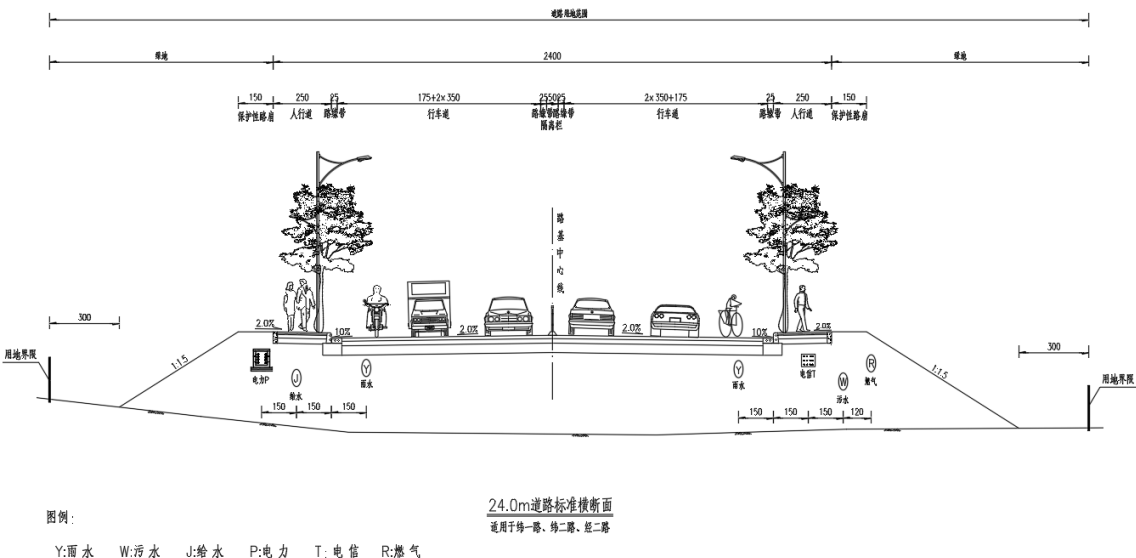 道路用地范围
绿地 2400 绿地
150 250 25 175+2x350 255025 2x350+175 25 250 150
保护性路肩 人行道 路缘带 行车道 路缘带 路缘带 行车道 路缘带 人行道 保护性路肩
隔离栏
路基中心线
300 2.0% 10% 2.0% 2.0% 10% 2.0% 300
用地界限 1:1.5 1:1.5 用地界限
电力P J 给水 Y 雨水 Y 雨水 电信T W 污水 R 燃气
150 150 150 150 150 150 120
24.0m道路标准横断面
适用于纬一路、纬二路、经二路
图例:
Y:雨水 W:污水 J:给水 P:电力 T:电信 R:燃气